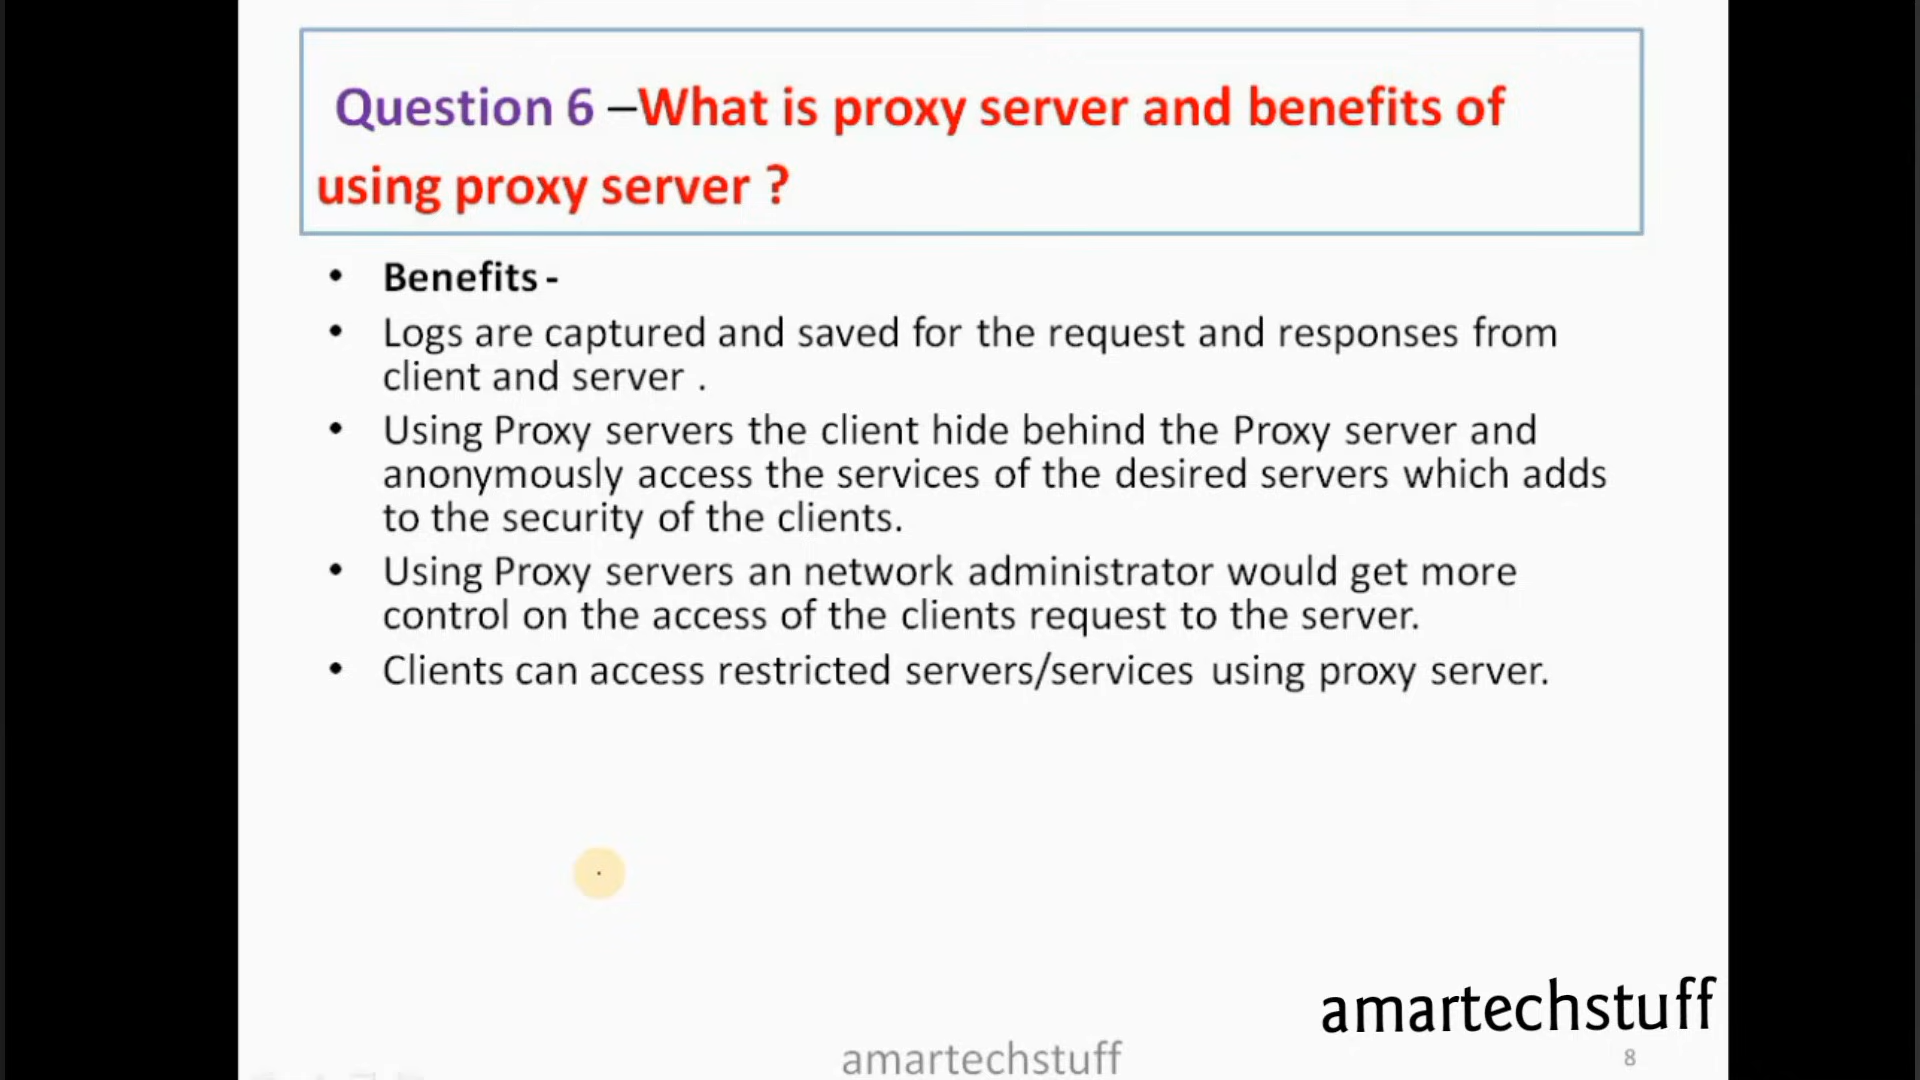 Question 6 –What is proxy server and benefits of
using proxy server ?
• Benefits -
• Logs are captured and saved for the request and responses from
client and server .
• Using Proxy servers the client hide behind the Proxy server and
anonymously access the services of the desired servers which adds
to the security of the clients.
• Using Proxy servers an network administrator would get more
control on the access of the clients request to the server.
• Clients can access restricted servers/services using proxy server.
amartechstuff
amartechstuff
8